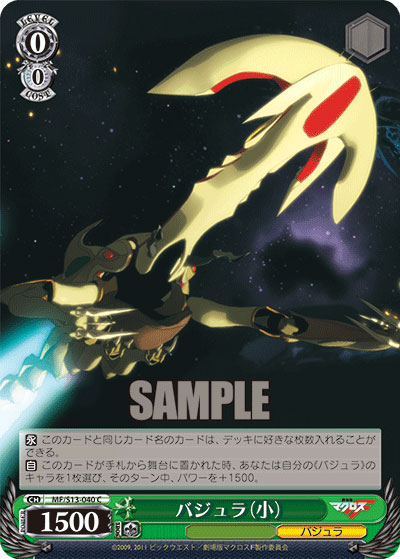 LEVEL
0
0
COST
SAMPLE
永 このカードと同じカード名のカードは、デッキに好きな枚数入れることが
できる。
自 このカードが手札から舞台に置かれた時、あなたは自分の《バジュラ》の
キャラを1枚選び、そのターン中、パワーを+1500。
CH MF/S13-040 C
POWER
1500
バジュラ(小)
劇場版
マクロスF
バジュラ
©2009, 2011 ビックウエスト/劇場版マクロスF製作委員会